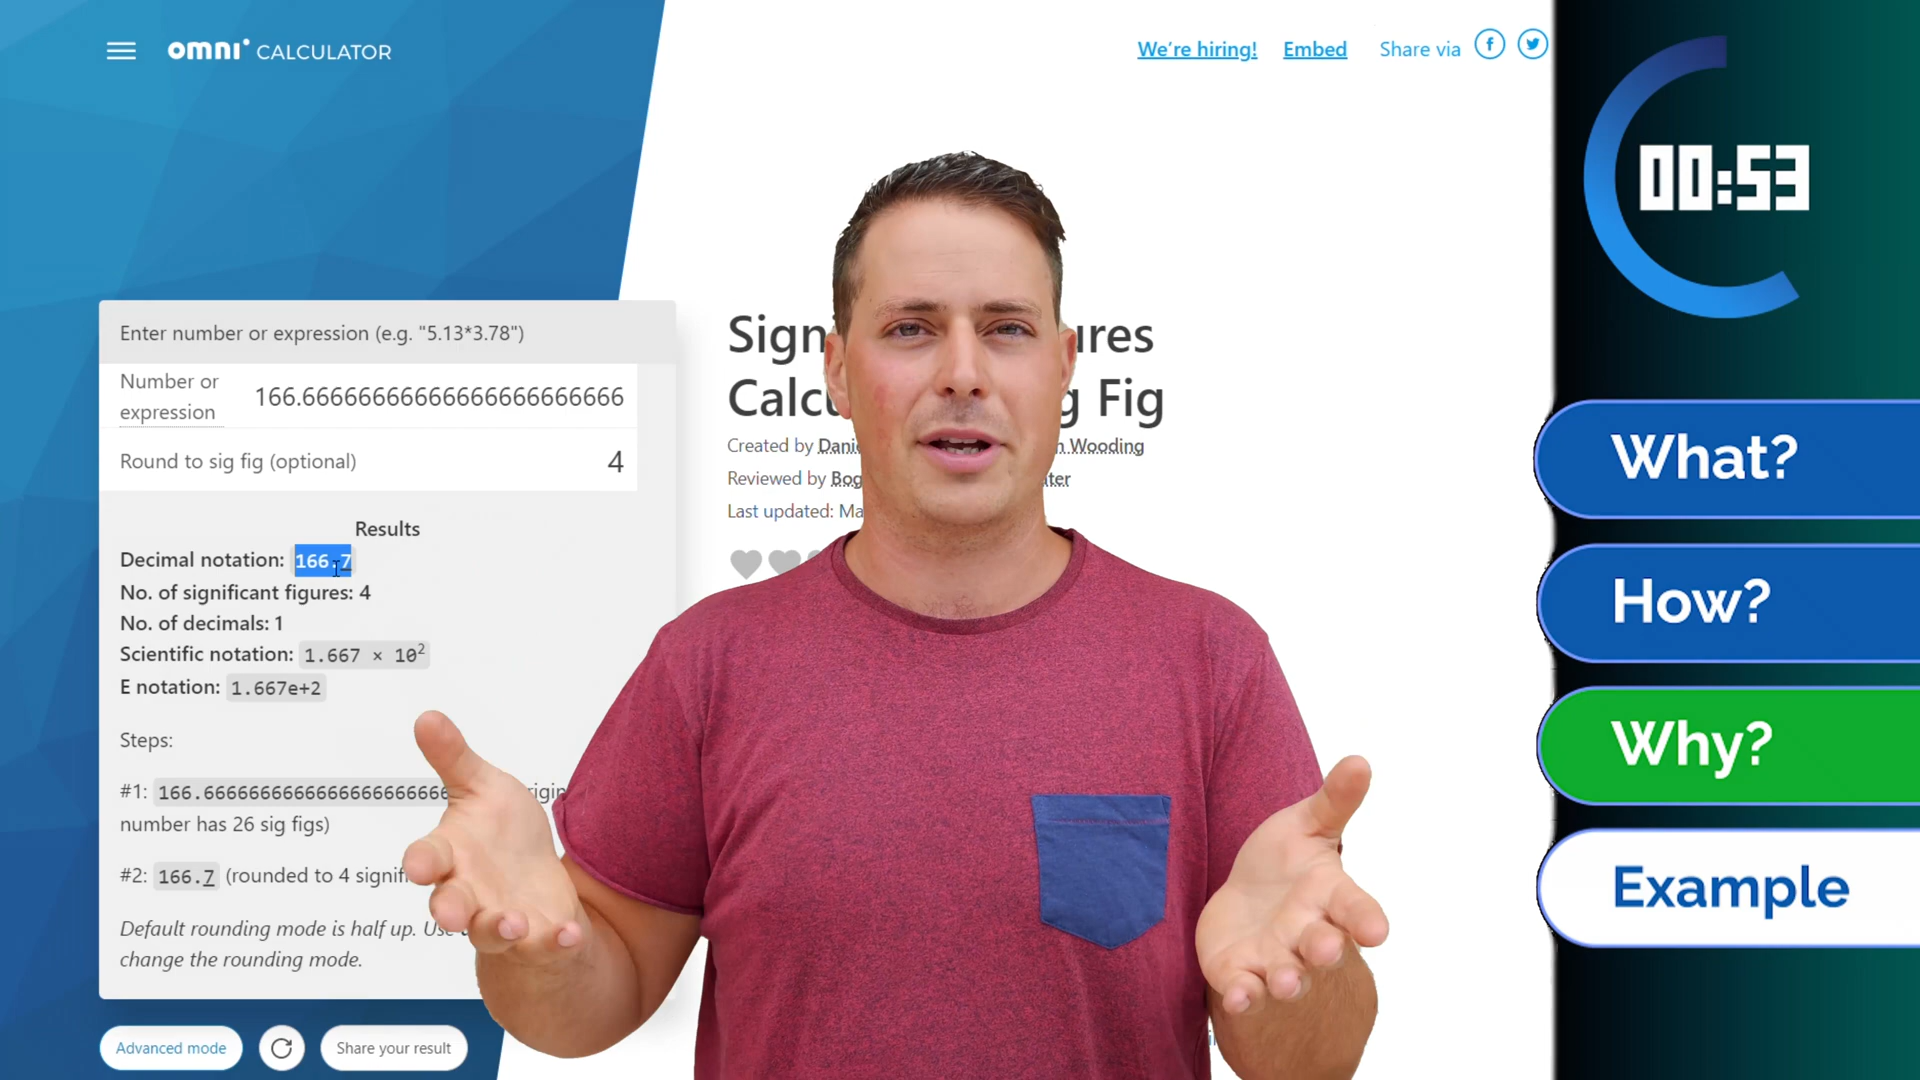 omni CALCULATOR
We're hiring! Embed Share via
00:53
Enter number or expression (e.g. "5.13*3.78")
Number or
expression
166.66666666666666666666666
Round to sig fig (optional) 4
Results
Decimal notation: 166.7
No. of significant figures: 4
No. of decimals: 1
Scientific notation: 1.667 × 10²
E notation: 1.667e+2
Steps:
#1: 166.6666666666666666666666
number has 26 sig figs)
#2: 166.7 (rounded to 4
Default rounding mode is half up. Use
change the rounding mode.
Advanced mode
Share your result
Fig
Created by Wooding
Reviewed by
Last updated:
What?
How?
Why?
Example